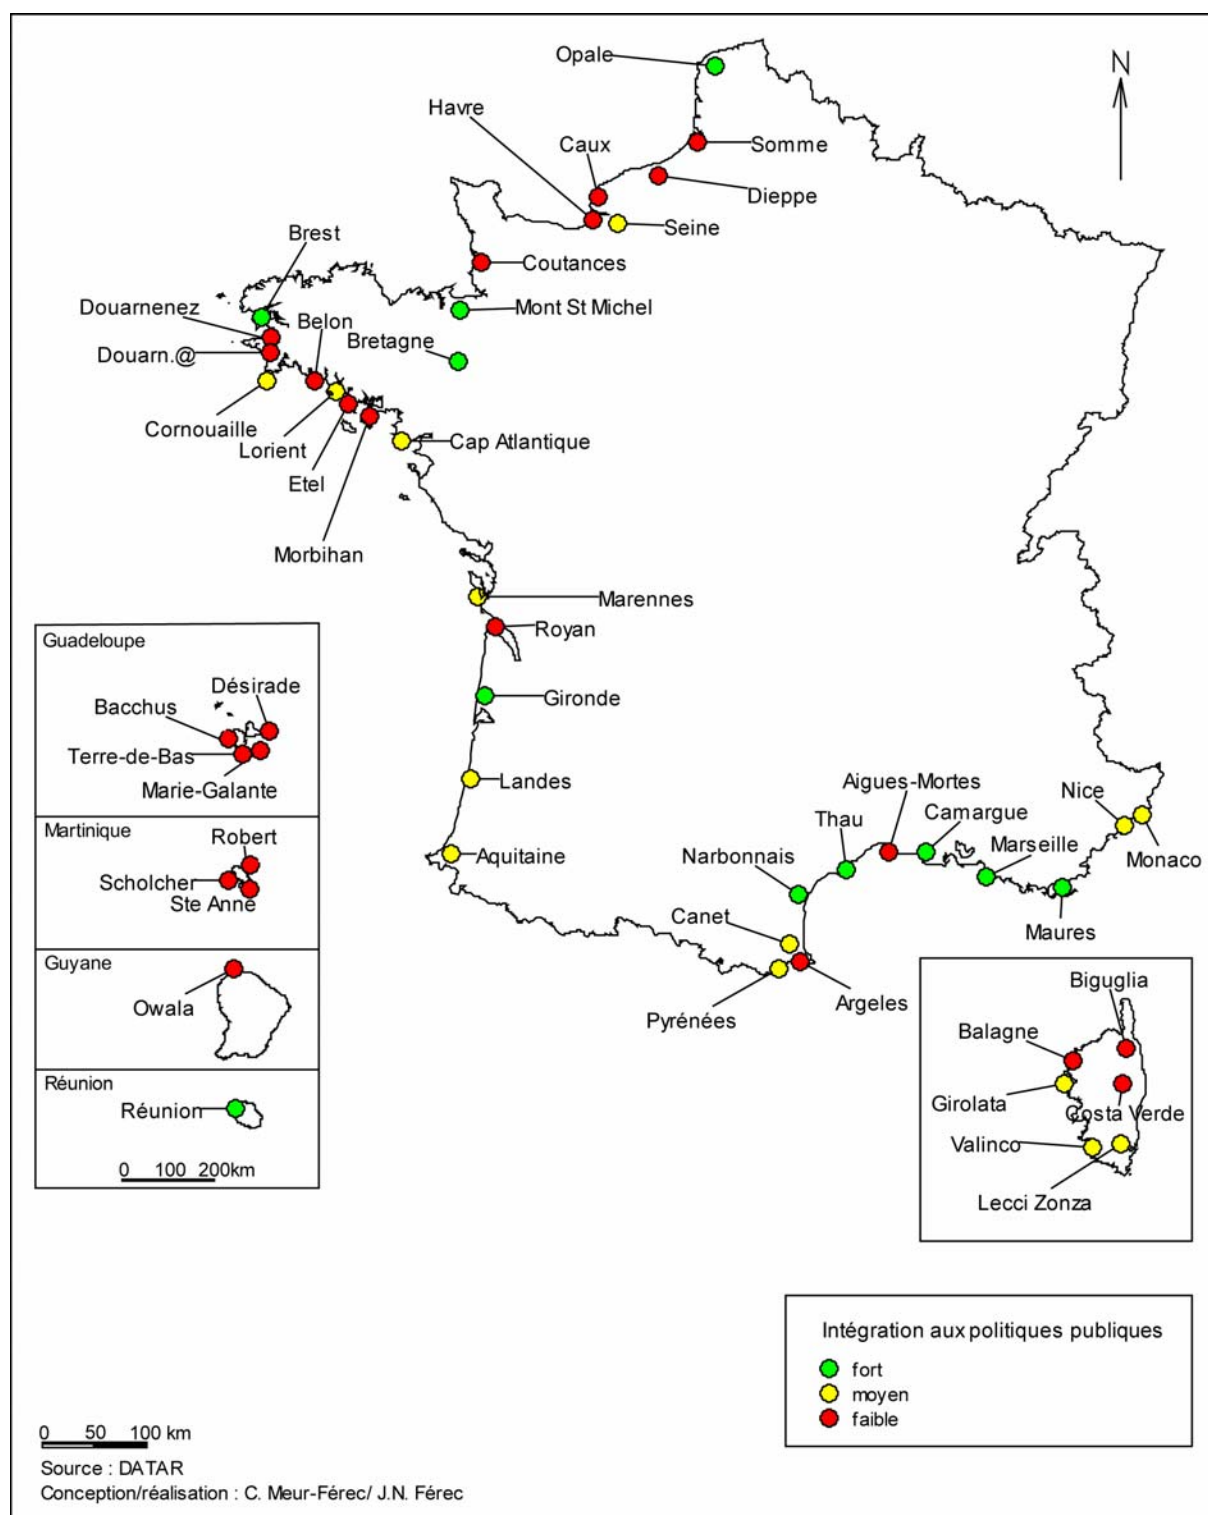 Opale
N
Havre
Caux
Somme
Dieppe
Seine
Brest
Coutances
Douarnenez
Belon
Mont St Michel
Bretagne
Douarn.@
Cornouaille
Lorient
Cap Atlantique
Etel
Morbihan
Marennes
Royan
Gironde
Landes
Aquitaine
Aigues-Mortes
Nice
Thau
Camargue
Marseille
Monaco
Narbonnais
Canet
Maures
Pyrénées
Argeles
Guadeloupe
Désirade
Bacchus
Terre-de-Bas
Marie-Galante
Martinique
Robert
Scholcher
Ste Anne
Guyane
Owala
Réunion
Réunion
0 100 200km
Biguglia
Balagne
Girolata
Costa Verde
Valinco
Lecci Zonza
Intégration aux politiques publiques
fort
moyen
faible
0 50 100 km
Source : DATAR
Conception/réalisation : C. Meur-Férec/ J.N. Férec